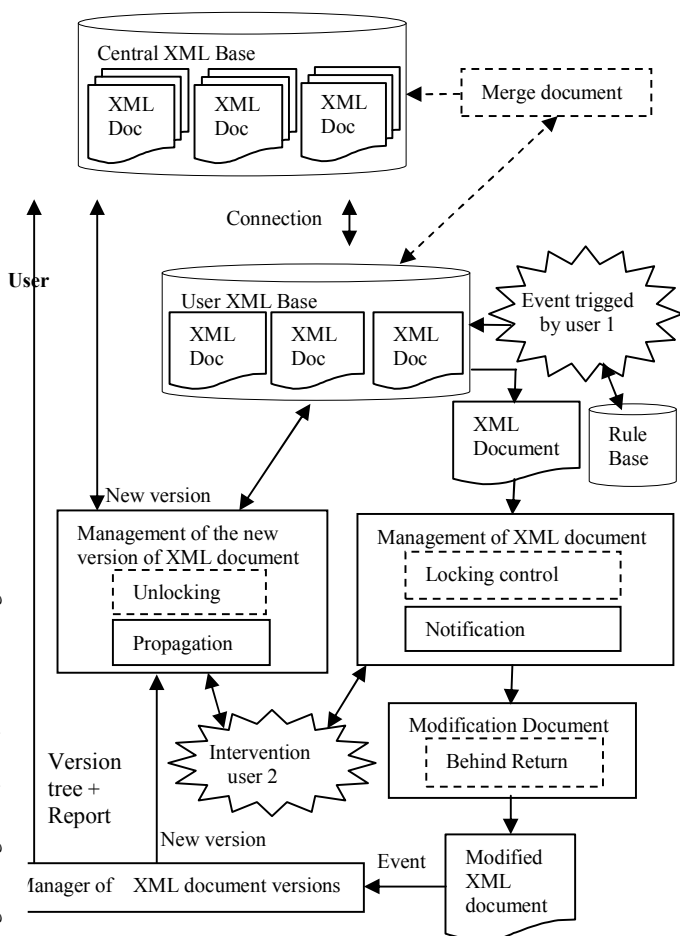 Central XML Base
XML
Doc
XML
Doc
XML
Doc
Merge document
Connection
User
User XML Base
XML
Doc
XML
Doc
XML
Doc
Event trigged
by user 1
XML
Document
Rule
Base
New version
Management of the new
version of XML document
Unlocking
Propagation
Management of XML document
Locking control
Notification
Intervention
user 2
Modification Document
Behind Return
Version
tree +
Report
New version
Manager of XML document versions
Event
Modified
XML
document